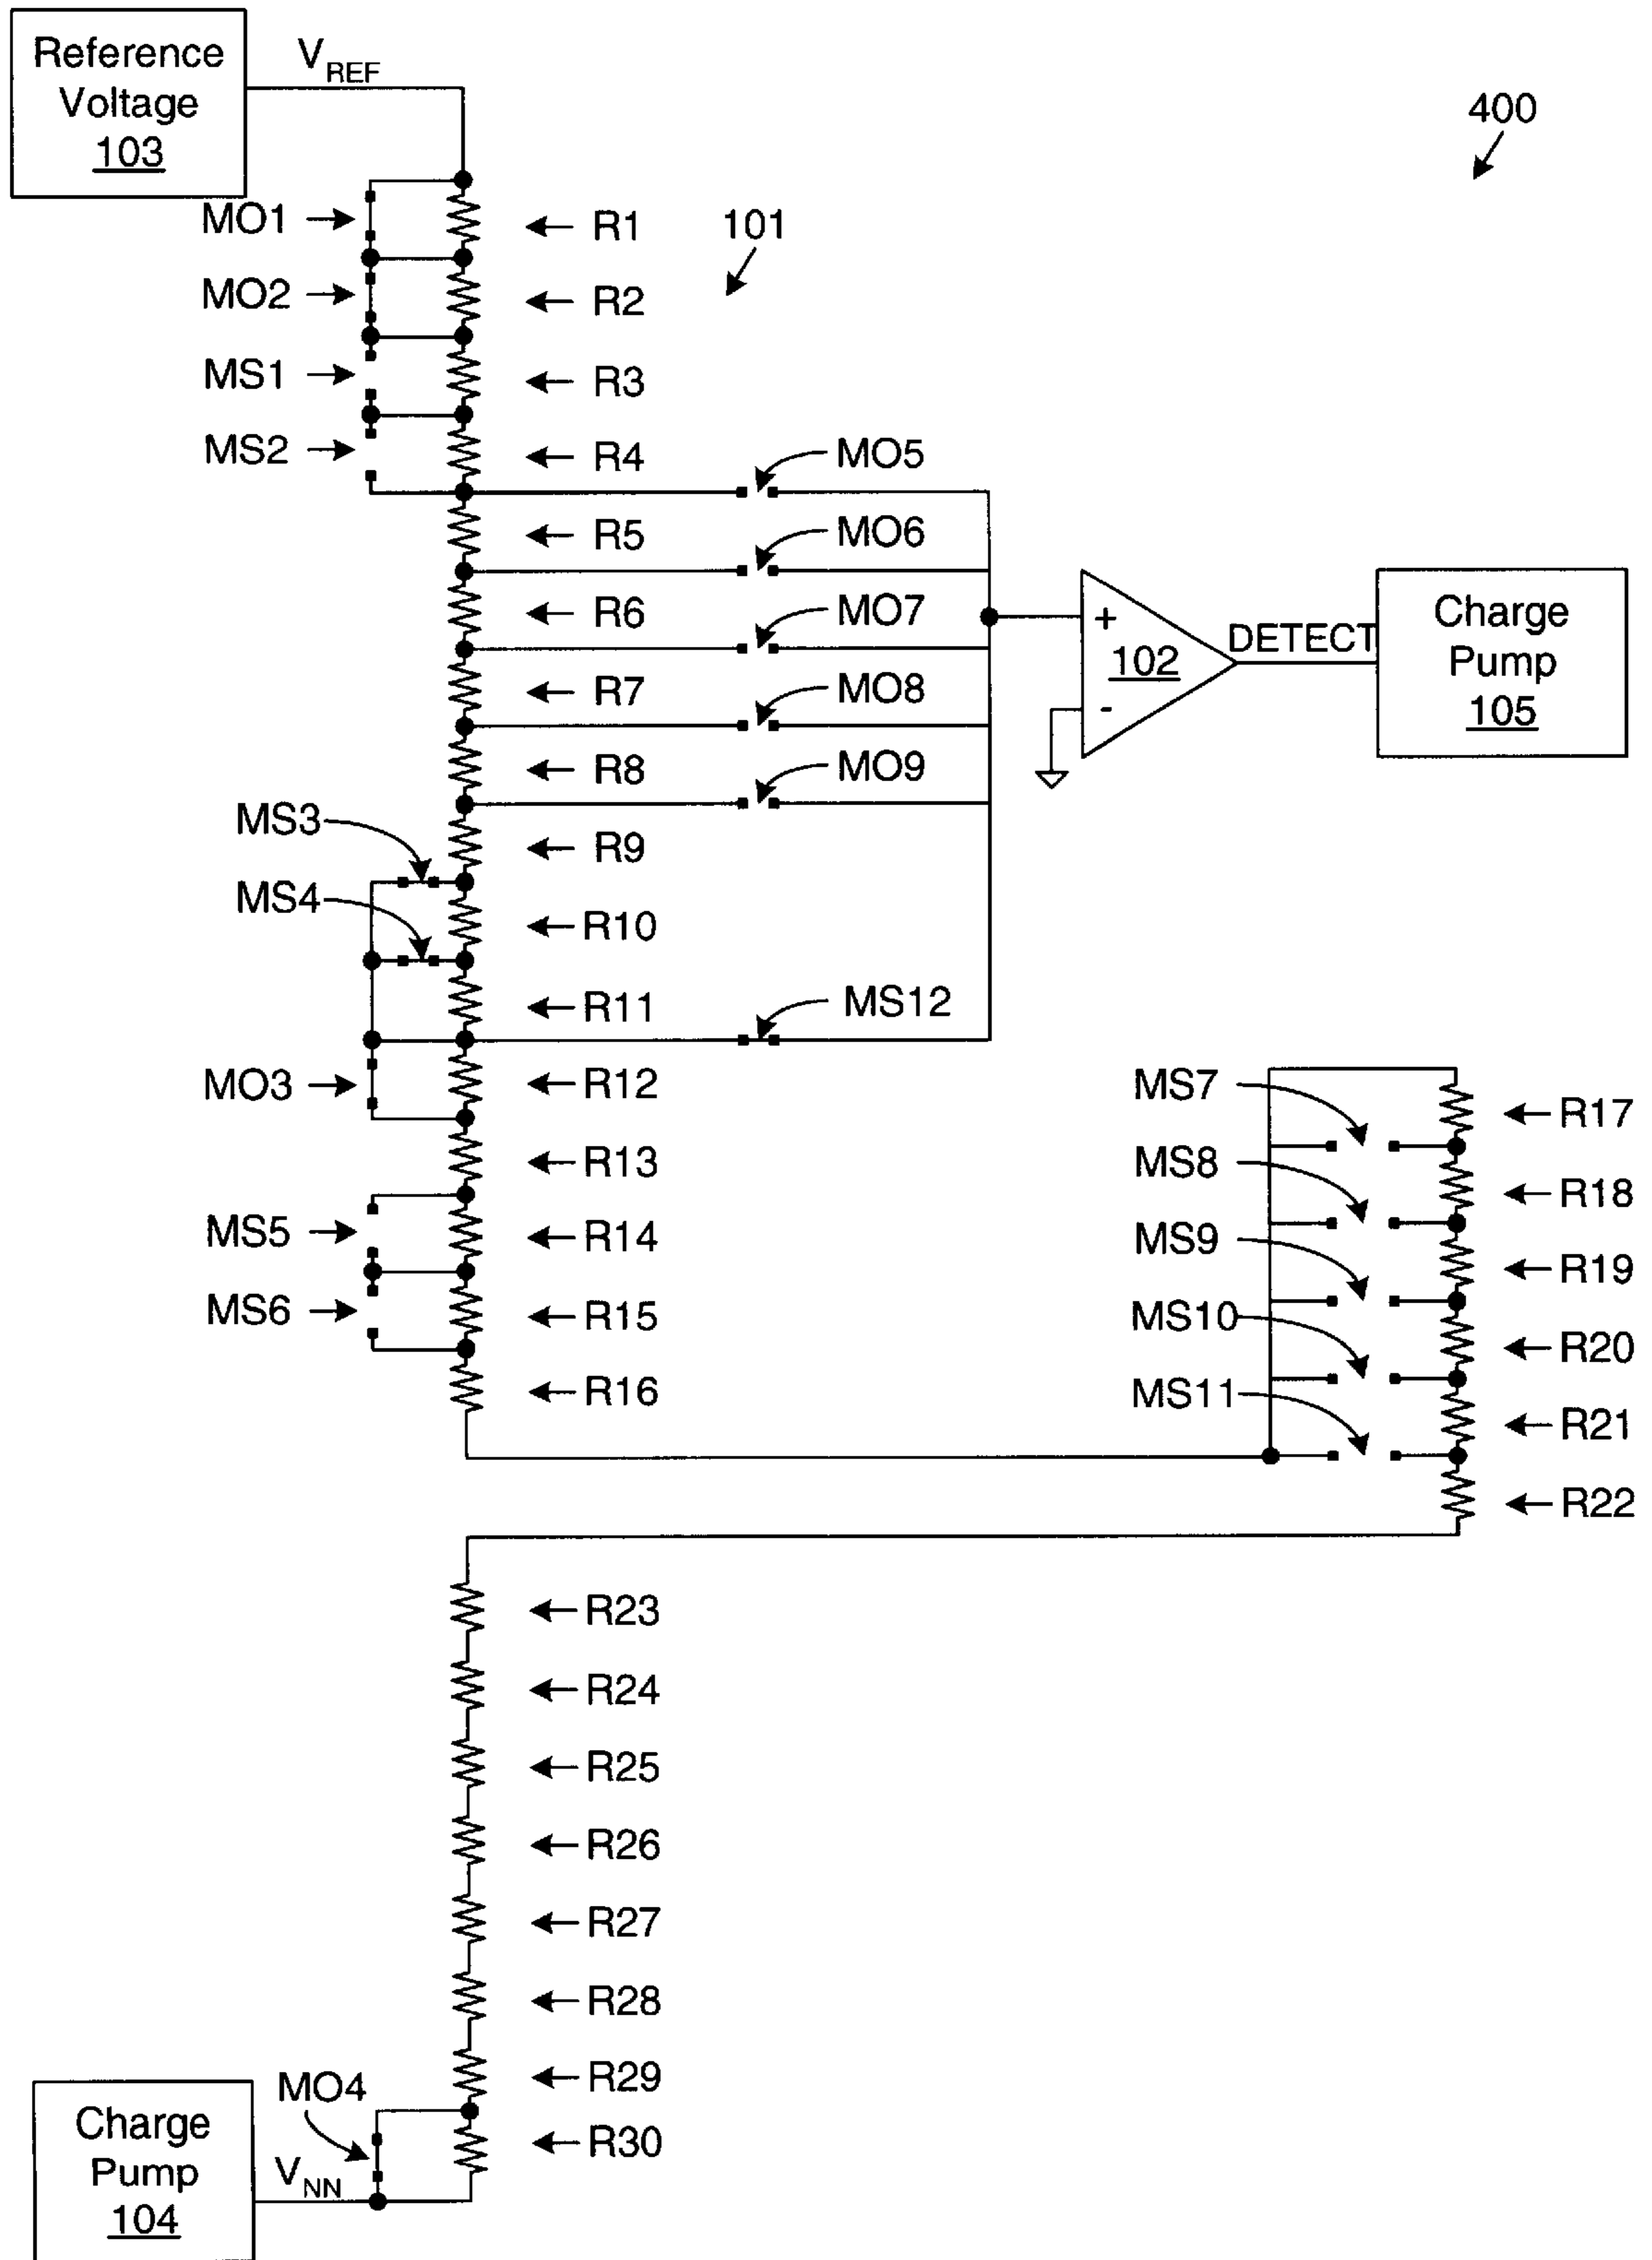 Reference
Voltage
103
VREF
400
MO1
R1
101
MO2
R2
MS1
R3
MS2
R4
MO5
R5
MO6
R6
MO7
R7
MO8
R8
MO9
+
102
-
DETECT
Charge
Pump
105
MS3
R9
MS4
R10
R11
MS12
MO3
R12
R13
MS5
R14
MS6
R15
R16
MS7
R17
MS8
R18
MS9
R19
MS10
R20
MS11
R21
R22
R23
R24
R25
R26
R27
R28
R29
MO4
R30
Charge
Pump
104
VNN